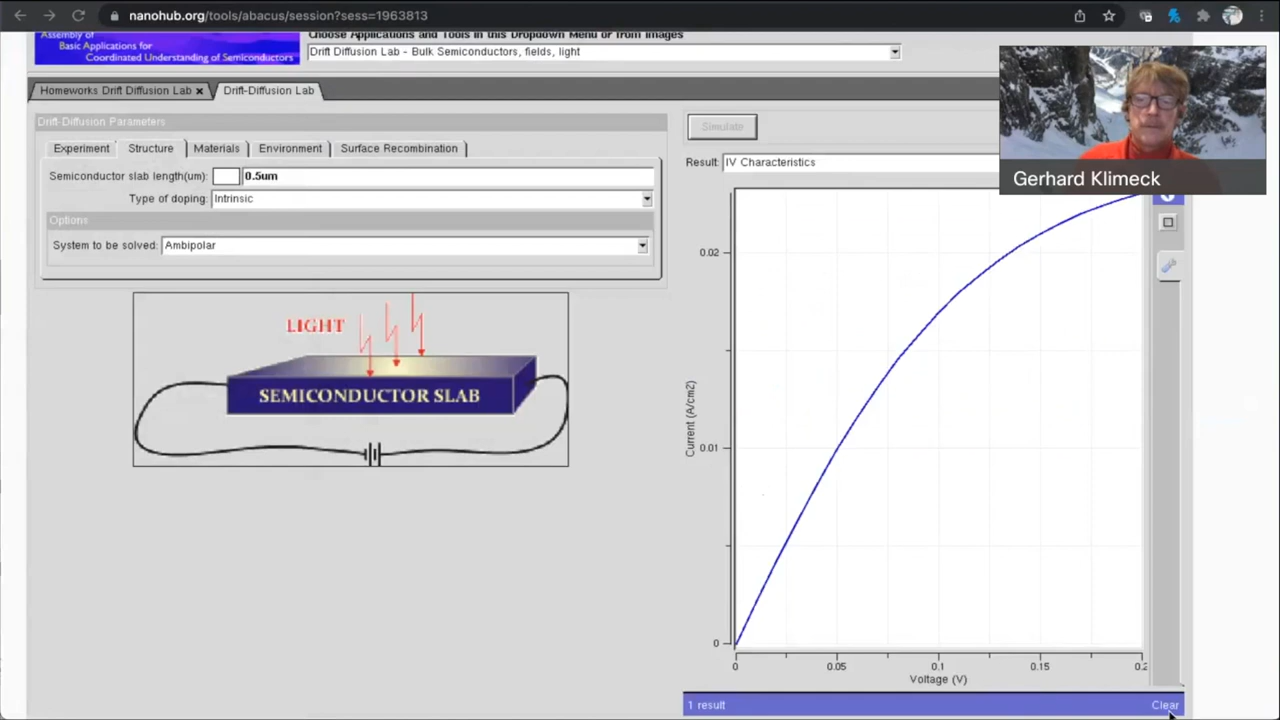 nanohub.org/tools/abacus/session?sess=1963813
Assembly of
Basic Applications for
Coordinated Understanding of Semiconductors
Choose Applications and Tools in this Dropdown Menu or from Images
Drift Diffusion Lab - Bulk Semiconductors, fields, light
Homeworks Drift Diffusion Lab × Drift-Diffusion Lab
Drift-Diffusion Parameters
Experiment Structure Materials Environment Surface Recombination
Semiconductor slab length(um): 0.5um
Type of doping: Intrinsic
Options
System to be solved: Ambipolar
LIGHT
SEMICONDUCTOR SLAB
Simulate
Result: IV Characteristics
Gerhard Klimeck
0.02
0.01
0
Current (A/cm2)
0 0.05 0.1 0.15 0.2
Voltage (V)
1 result Clear